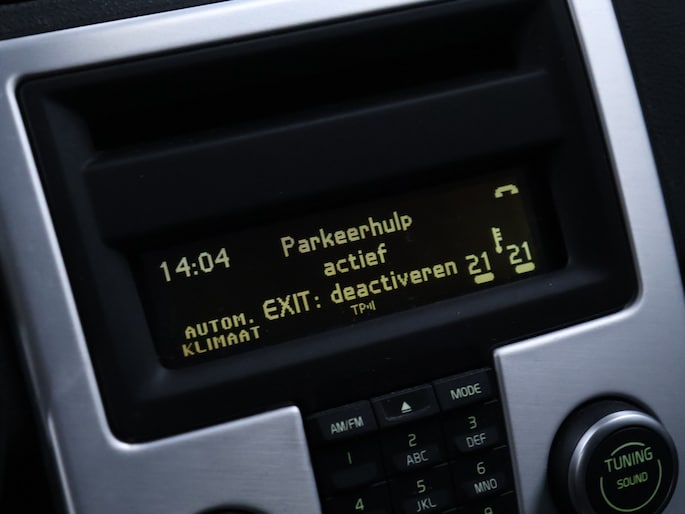 14:04
Parkeerhulp
actief
EXIT: deactiveren
21 21
AUTOM.
KLIMAAT
TP
AM/FM
MODE
1
2
ABC
3
DEF
4
5
JKL
6
MNO
TUNING
SOUND